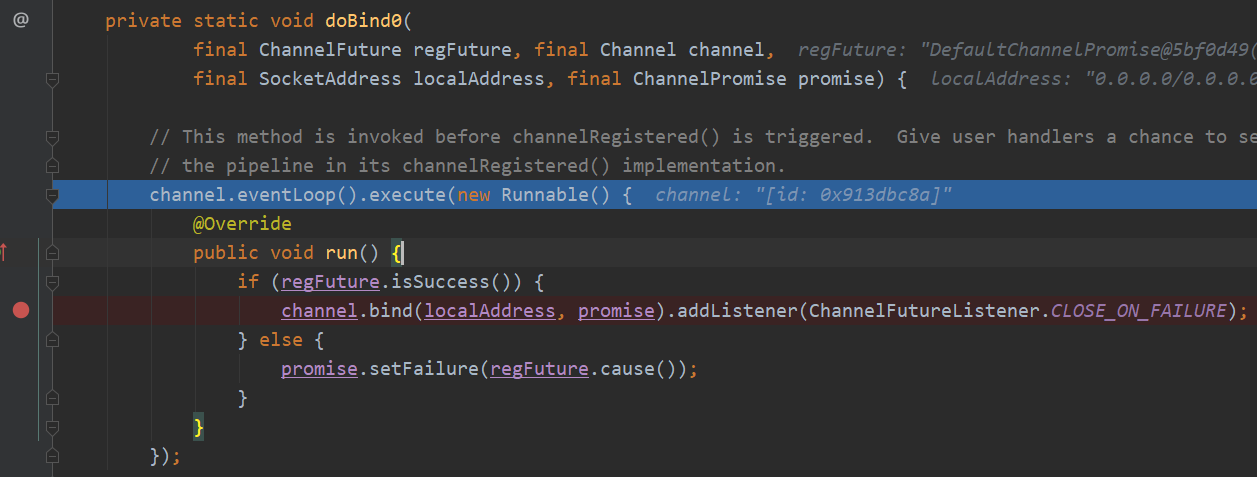 @ private static void doBind0(
final ChannelFuture regFuture, final Channel channel, regFuture: "DefaultChannelPromise@5bf0d49(
final SocketAddress localAddress, final ChannelPromise promise) { localAddress: "0.0.0.0/0.0.0.0
// This method is invoked before channelRegistered() is triggered.  Give user handlers a chance to se
// the pipeline in its channelRegistered() implementation.
channel.eventLoop().execute(new Runnable() { channel: "[id: 0x913dbc8a]"
@Override
public void run() {
if (regFuture.isSuccess()) {
channel.bind(localAddress, promise).addListener(ChannelFutureListener.CLOSE_ON_FAILURE);
} else {
promise.setFailure(regFuture.cause());
}
}
});